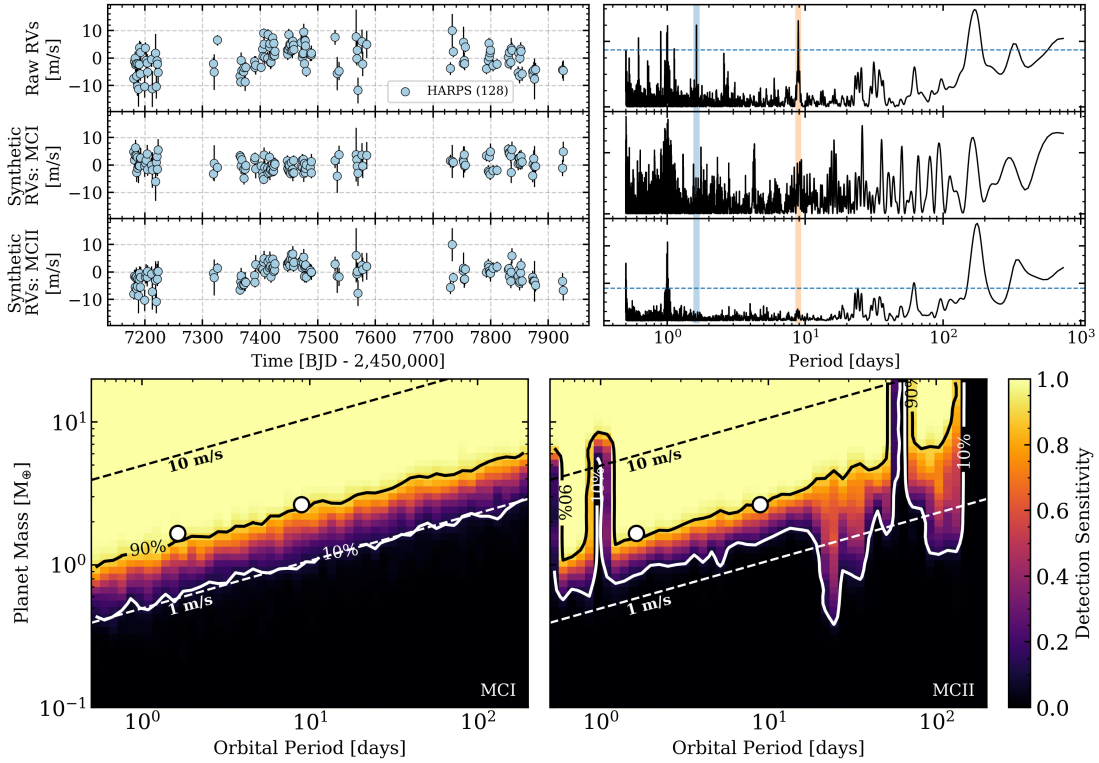 Raw RVs
[m/s]
10
0
−10
HARPS (128)
Synthetic
RVs: MCI
[m/s]
10
0
−10
Synthetic
RVs: MCII
[m/s]
10
0
−10
7200 7300 7400 7500 7600 7700 7800 7900
Time [BJD - 2,450,000]
10⁰ 10¹ 10² 10³
Period [days]
Planet Mass [M⊕]
10¹
10⁰
10⁻¹
10 m/s
90%
10%
1 m/s
MCI
10⁰ 10¹ 10²
Orbital Period [days]
90%
10%
10 m/s
90%
10%
1 m/s
MCII
10⁰ 10¹ 10²
Orbital Period [days]
1.0
0.8
0.6
0.4
0.2
0.0
Detection Sensitivity